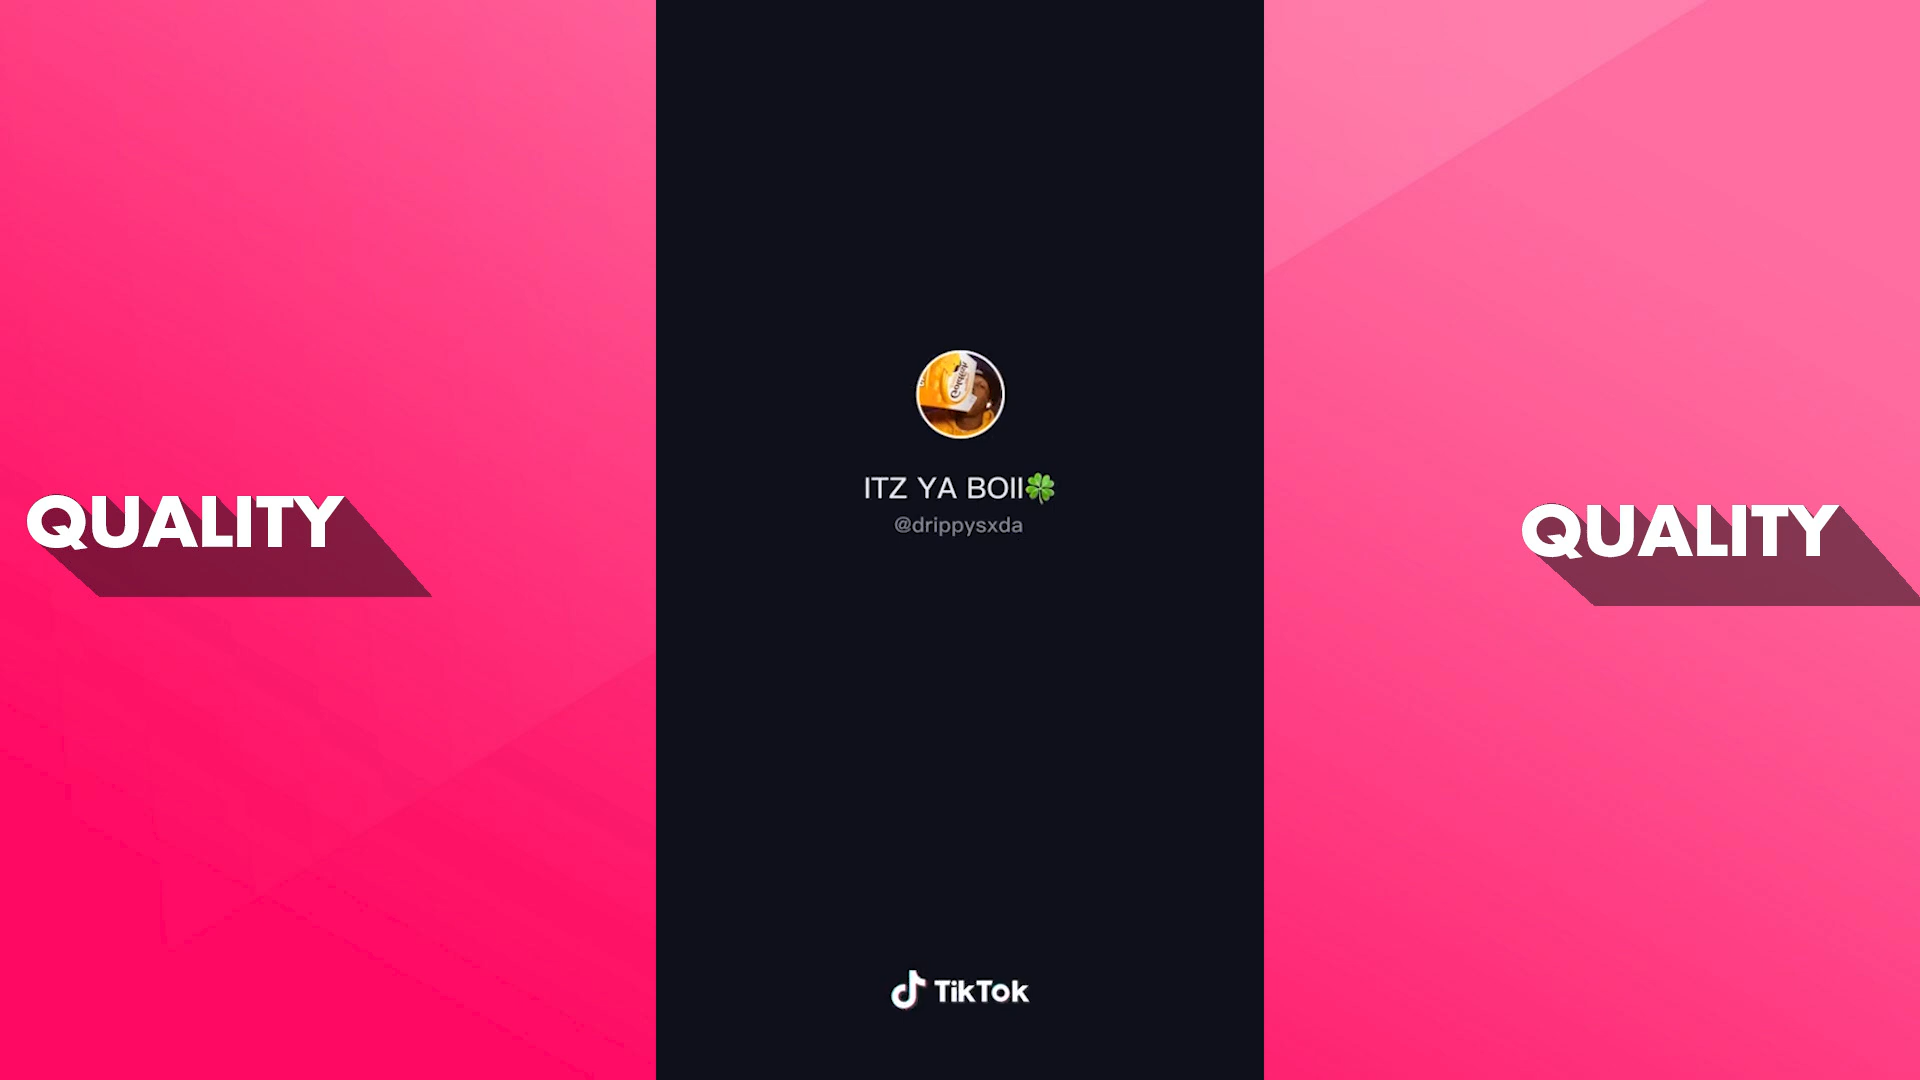 QUALITY
ITZ YA BOII🍀
@drippysxda
QUALITY
TikTok